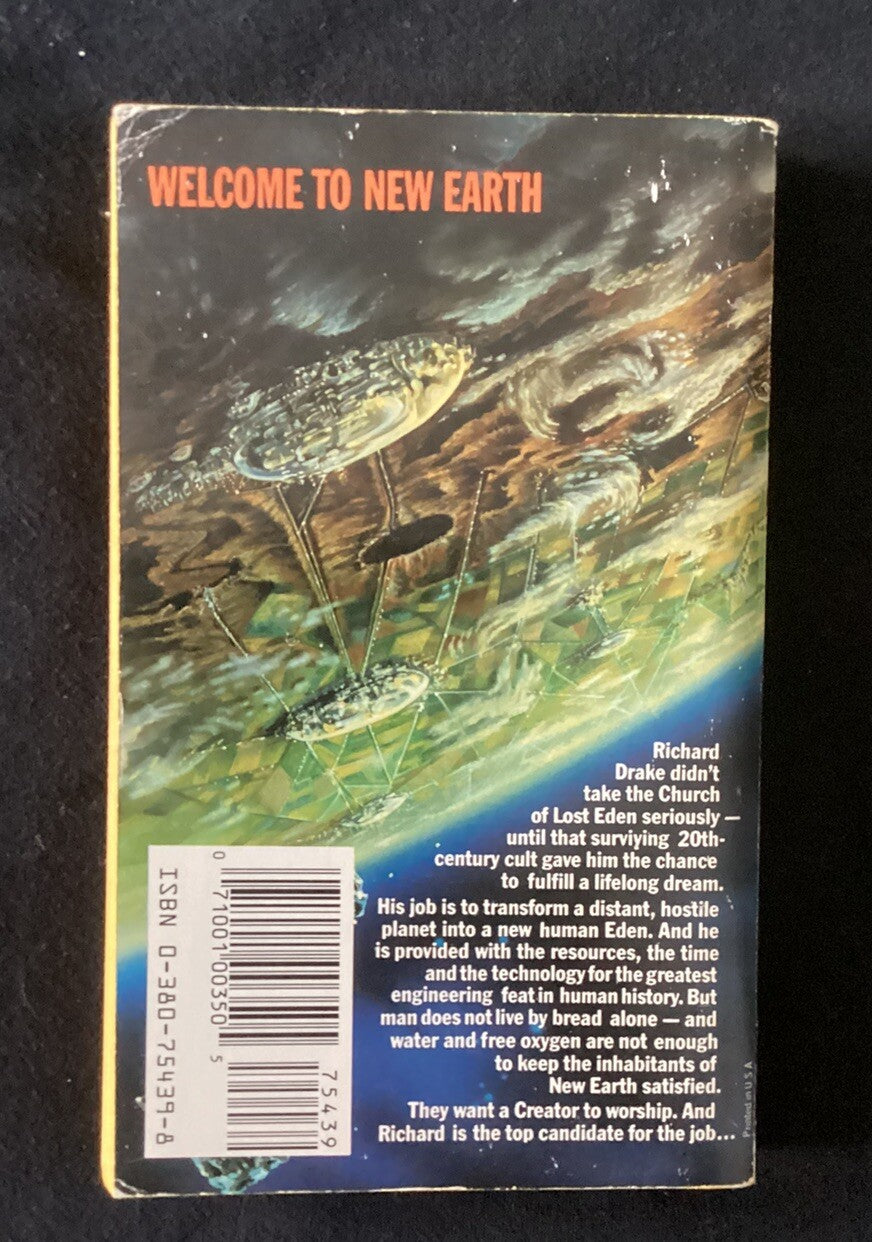 WELCOME TO NEW EARTH
Richard
Drake didn't
take the Church
of Lost Eden seriously —
until that surviving 20th-
century cult gave him the chance
to fulfill a lifelong dream.
His job is to transform a distant, hostile
planet into a new human Eden. And he
is provided with the resources, the time
and the technology for the greatest
engineering feat in human history. But
man does not live by bread alone — and
water and free oxygen are not enough
to keep the inhabitants of
New Earth satisfied.
They want a Creator to worship. And
Richard is the top candidate for the job...
Printed in U S A
ISBN 0-380-75439-8
0 71001 00350 5
75439